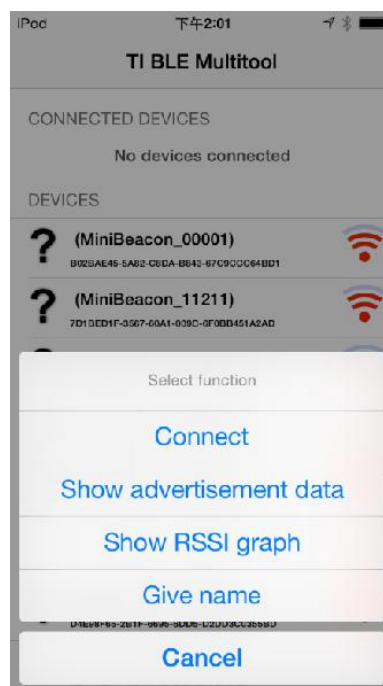 iPod 下午2:01
TI BLE Multitool
CONNECTED DEVICES
No devices connected
DEVICES
? (MiniBeacon_00001)
? (MiniBeacon_11211)
Select function
Connect
Show advertisement data
Show RSSI graph
Give name
Cancel